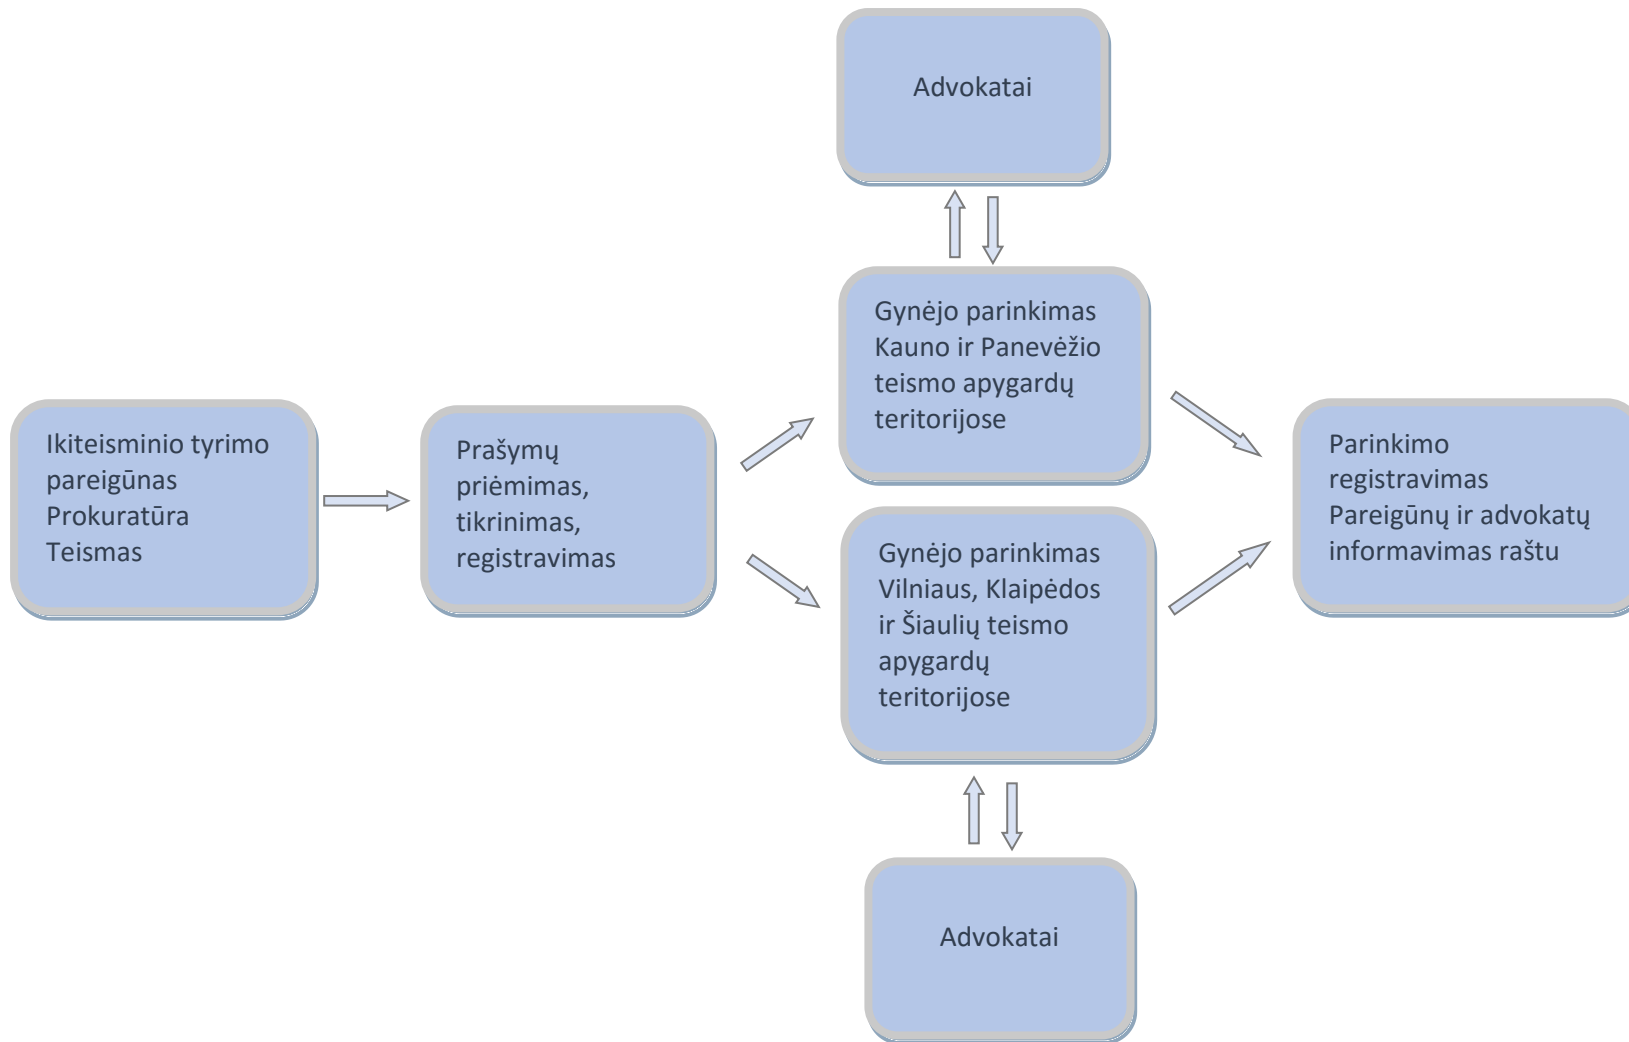 Advokatai
Gynėjo parinkimas
Kauno ir Panevėžio
teismo apygardų
teritorijose
Ikiteisminio tyrimo
pareigūnas
Prokuratūra
Teismas
Prašymų
priėmimas,
tikrinimas,
registravimas
Parinkimo
registravimas
Pareigūnų ir advokatų
informavimas raštu
Gynėjo parinkimas
Vilniaus, Klaipėdos
ir Šiaulių teismo
apygardų
teritorijose
Advokatai